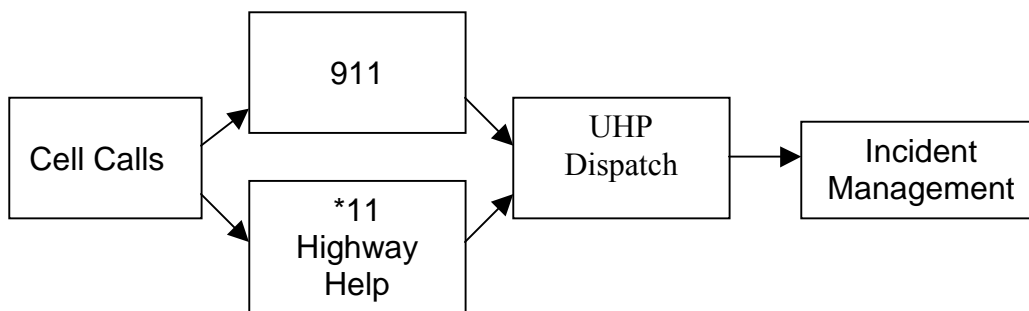 Cell Calls
911
*11
Highway
Help
UHP
Dispatch
Incident
Management